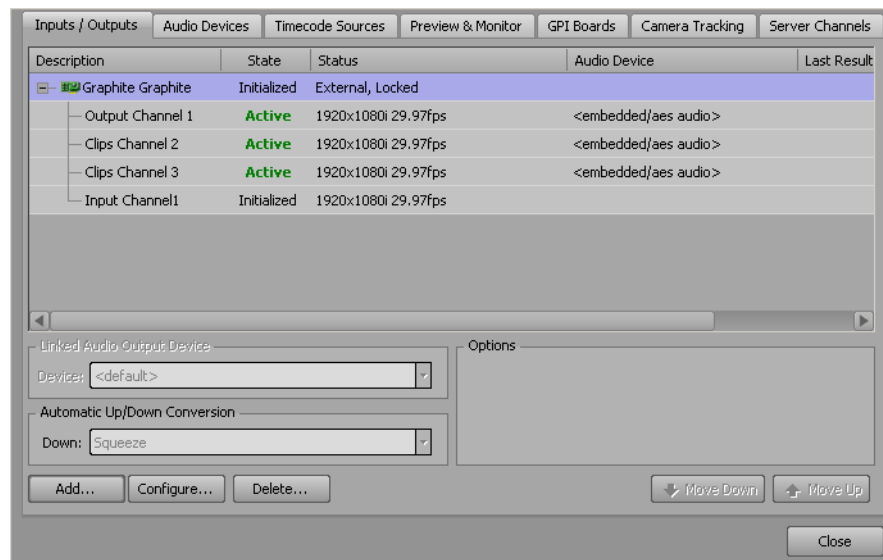 Inputs / Outputs Audio Devices Timecode Sources Preview & Monitor GPI Boards Camera Tracking Server Channels
Description State Status Audio Device Last Result
Graphite Graphite Initialized External, Locked
Output Channel 1 Active 1920x1080i 29.97fps <embedded/aes audio>
Clips Channel 2 Active 1920x1080i 29.97fps <embedded/aes audio>
Clips Channel 3 Active 1920x1080i 29.97fps <embedded/aes audio>
Input Channel1 Initialized 1920x1080i 29.97fps
Linked Audio Output Device Options
Device: <default>
Automatic Up/Down Conversion
Down: Squeeze
Add... Configure... Delete... Move Down Move Up
Close